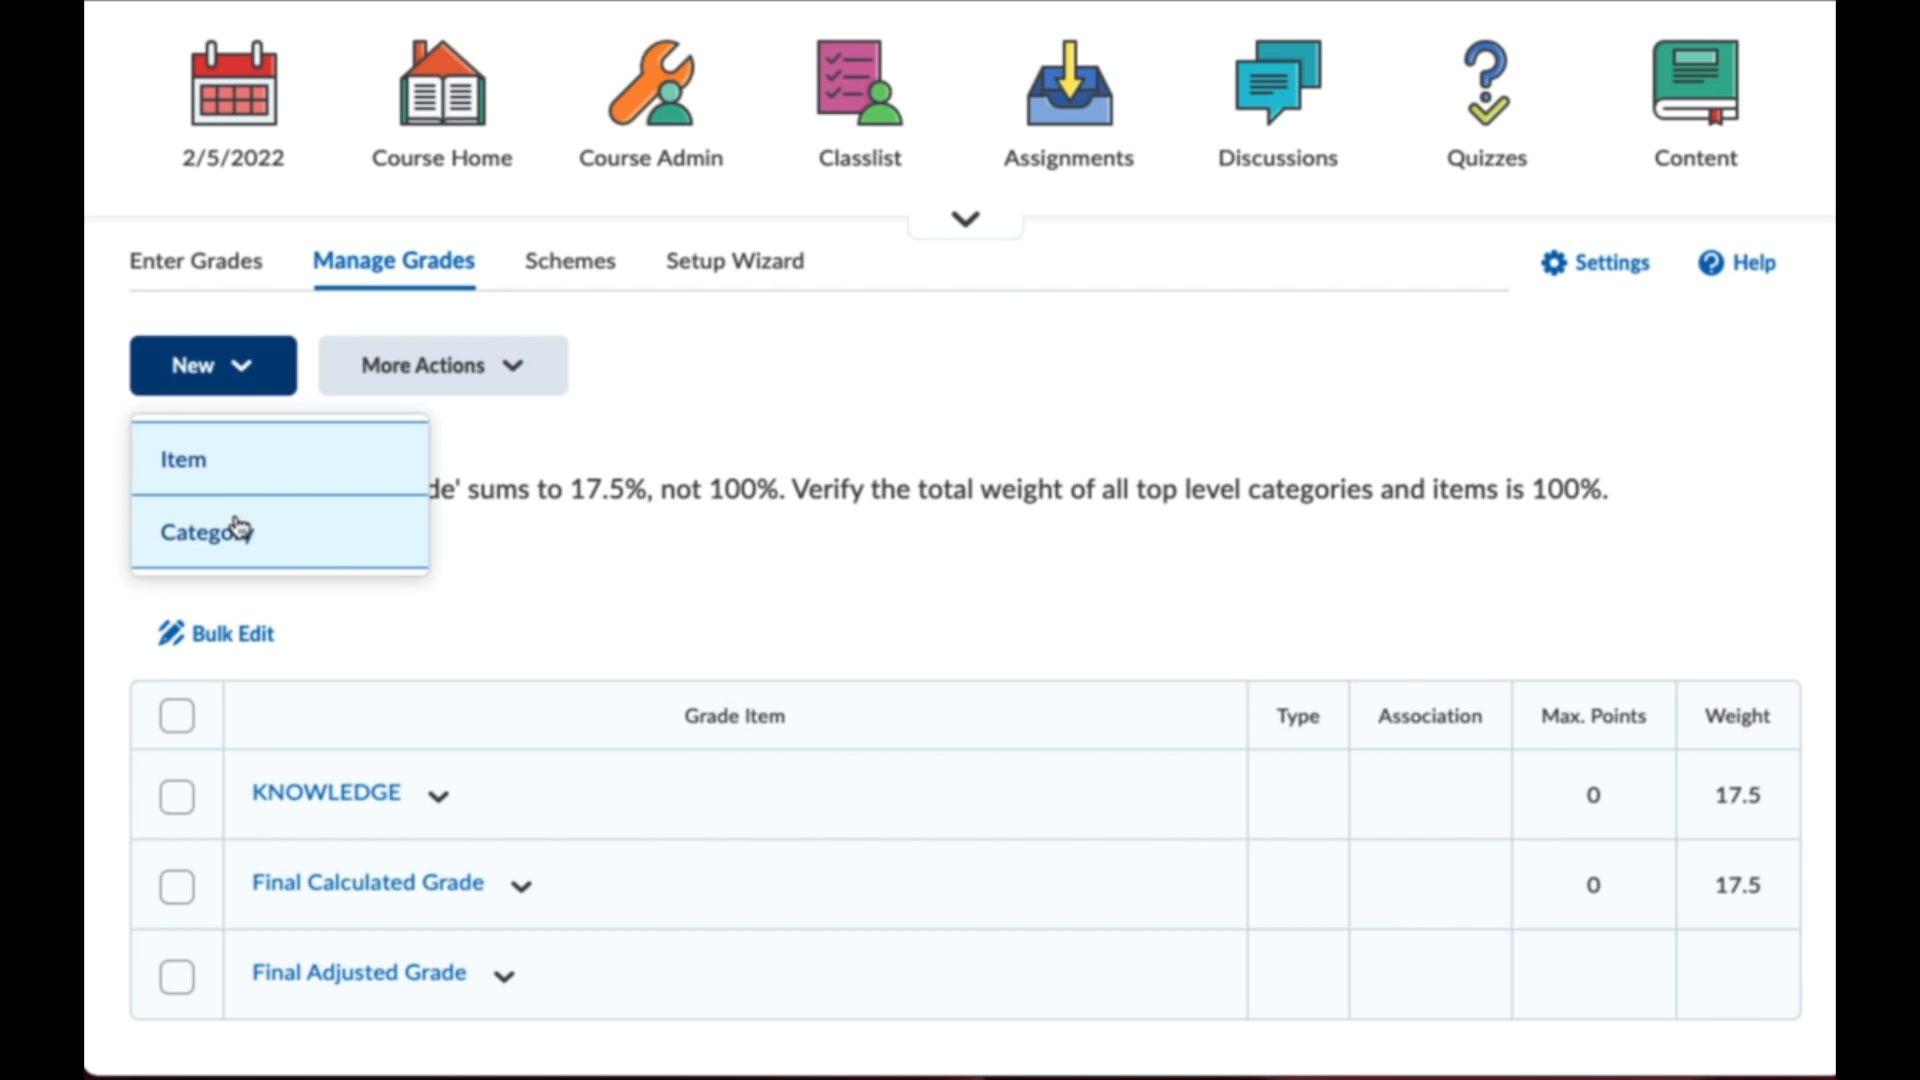 2/5/2022
Course Home
Course Admin
Classlist
Assignments
Discussions
Quizzes
Content
Enter Grades
Manage Grades
Schemes
Setup Wizard
Settings
Help
New
More Actions
Item
de' sums to 17.5%, not 100%. Verify the total weight of all top level categories and items is 100%.
Category
Bulk Edit
Grade Item Type Association Max. Points Weight
KNOWLEDGE 0 17.5
Final Calculated Grade 0 17.5
Final Adjusted Grade